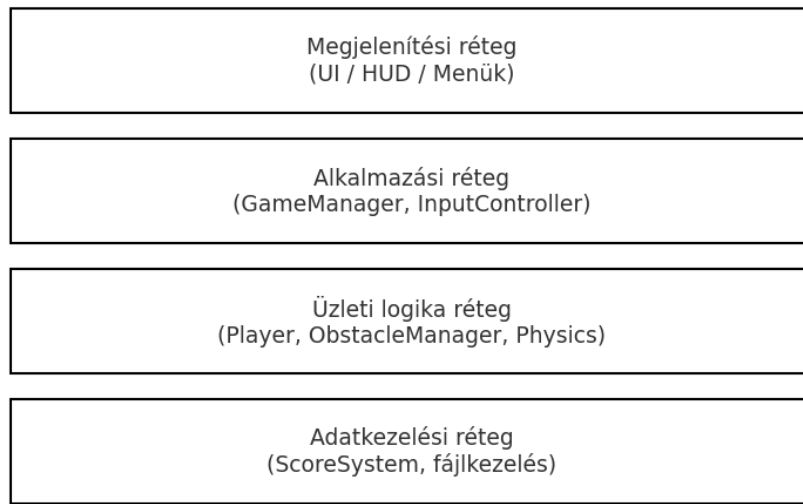 Megjelenítési réteg
(UI / HUD / Menük)
Alkalmazási réteg
(GameManager, InputController)
Üzleti logika réteg
(Player, ObstacleManager, Physics)
Adatkezelési réteg
(ScoreSystem, fájlkezelés)